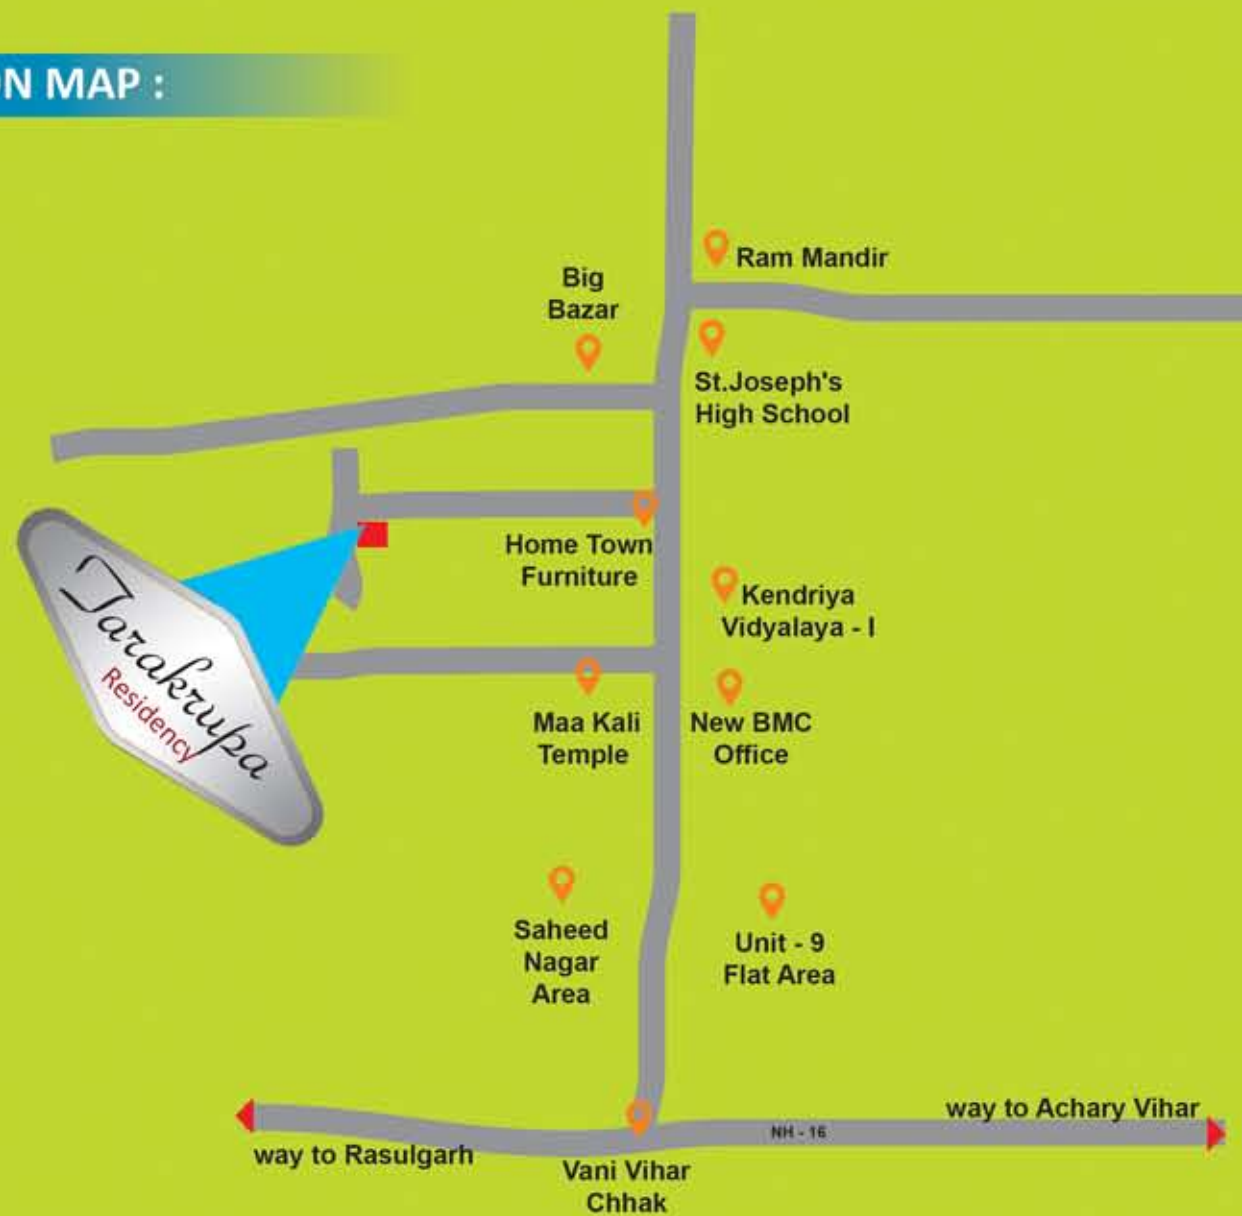 ON MAP :
Ram Mandir
Big
Bazar
St.Joseph's
High School
Home Town
Furniture
Kendriya
Vidyalaya - I
Tarakrupa
Residency
Maa Kali
Temple
New BMC
Office
Saheed
Nagar
Area
Unit - 9
Flat Area
way to Achary Vihar
NH - 16
way to Rasulgarh
Vani Vihar
Chhak